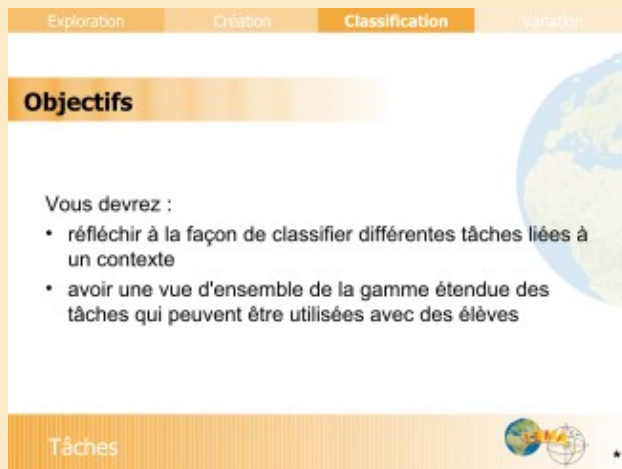 Exploration Création Classification Variation
Objectifs
Vous devrez :
• réfléchir à la façon de classifier différentes tâches liées à
un contexte
• avoir une vue d'ensemble de la gamme étendue des
tâches qui peuvent être utilisées avec des élèves
LEMA
Tâches
*